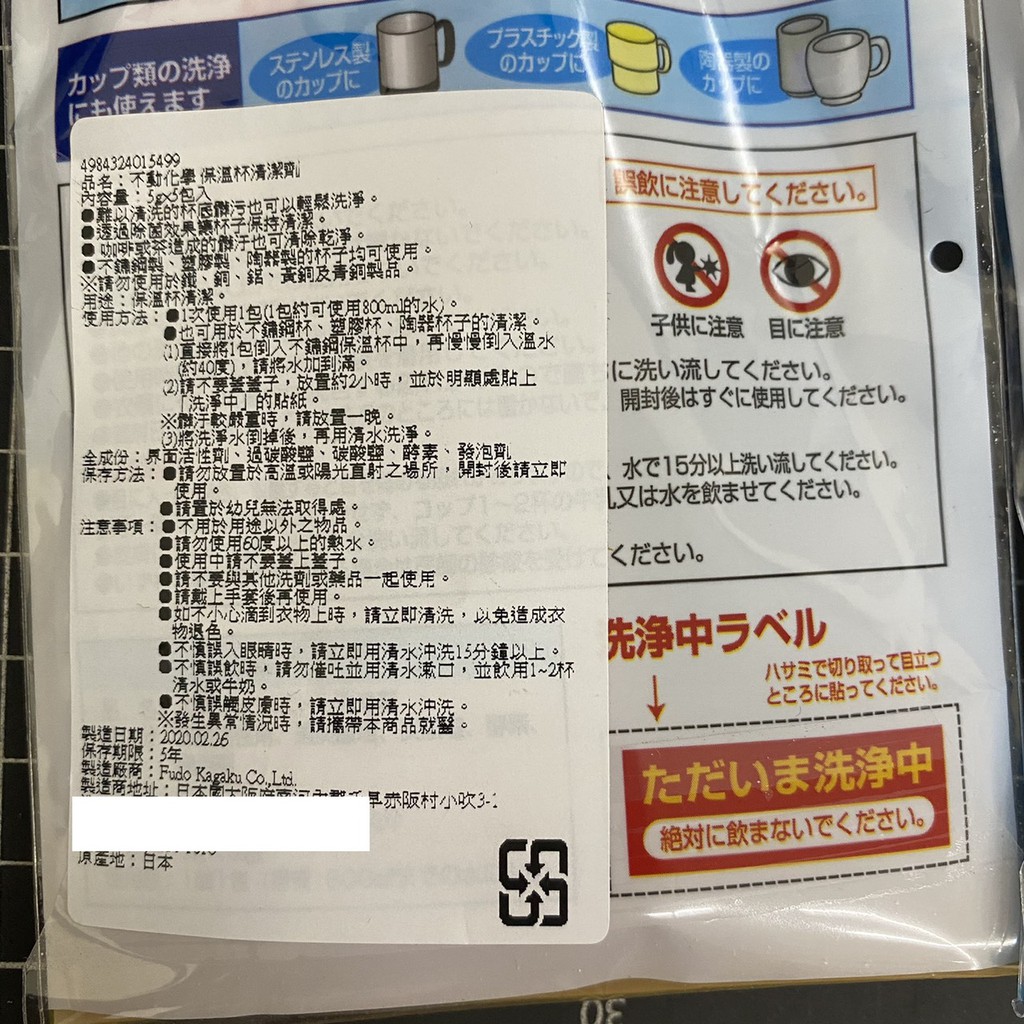 カップ類の洗浄
にも使えます
ステンレス製
のカップに
プラスチック製
のカップに
陶器製の
カップに
4984324015499
品名：不動化學 保溫杯清潔劑
內容量：5g×5包入
●難以清洗的杯底髒污也可以輕鬆洗淨。
●透過除菌效果讓杯子保持清潔。
●咖啡或茶造成的髒汙也可清除乾淨。
●不鏽鋼製、塑膠製、陶器製的杯子均可使用。
※請勿使用於鐵、銅、鋁、黃銅及青銅製品。
用途：保溫杯清潔。
使用方法：●1次使用1包(1包約可使用800ml的水)。
●也可用於不鏽鋼杯、塑膠杯、陶器杯子的清潔。
(1)直接將1包倒入不鏽鋼保溫杯中，再慢慢倒入溫水
(約40度)，請將水加到滿。
(2)請不要蓋蓋子，放置約2小時，並於明顯處貼上
「洗淨中」的貼紙。
※髒汙較嚴重時，請放置一晚。
(3)將洗淨水倒掉後，再用清水洗淨。
全成份：界面活性劑、過碳酸鹽、碳酸鹽、酵素、發泡劑
保存方法：●請勿放置於高溫或陽光直射之場所，開封後請立即
使用。
●請置於幼兒無法取得處。
注意事項：●不用於用途以外之物品。
●請勿使用60度以上的熱水。
●使用中請不要蓋上蓋子。
●請不要與其他洗劑或藥品一起使用。
●請戴上手套後再使用。
●如不小心滴到衣物上時，請立即清洗，以免造成衣
物退色。
●不慎誤入眼睛時，請立即用清水沖洗15分鐘以上。
●不慎誤飲時，請勿催吐並用清水漱口，並飲用1~2杯
清水或牛奶。
●不慎誤觸皮膚時，請立即用清水沖洗。
※發生異常情況時，請攜帶本商品就醫。
製造日期：2020.02.26
保存期限：5年
製造廠商：Fudo Kagaku Co.,Ltd.
製造商地址：日本國大阪府南河內郡千早赤阪村小吹3-1
原產地：日本
誤飲に注意してください。
子供に注意 目に注意
に洗い流してください。
開封後はすぐに使用してください。
水で15分以上洗い流してください。
又は水を飲ませてください。
ください。
洗浄中ラベル
ハサミで切り取って目立つ
ところに貼ってください。
ただいま洗浄中
絶対に飲まないでください。
30